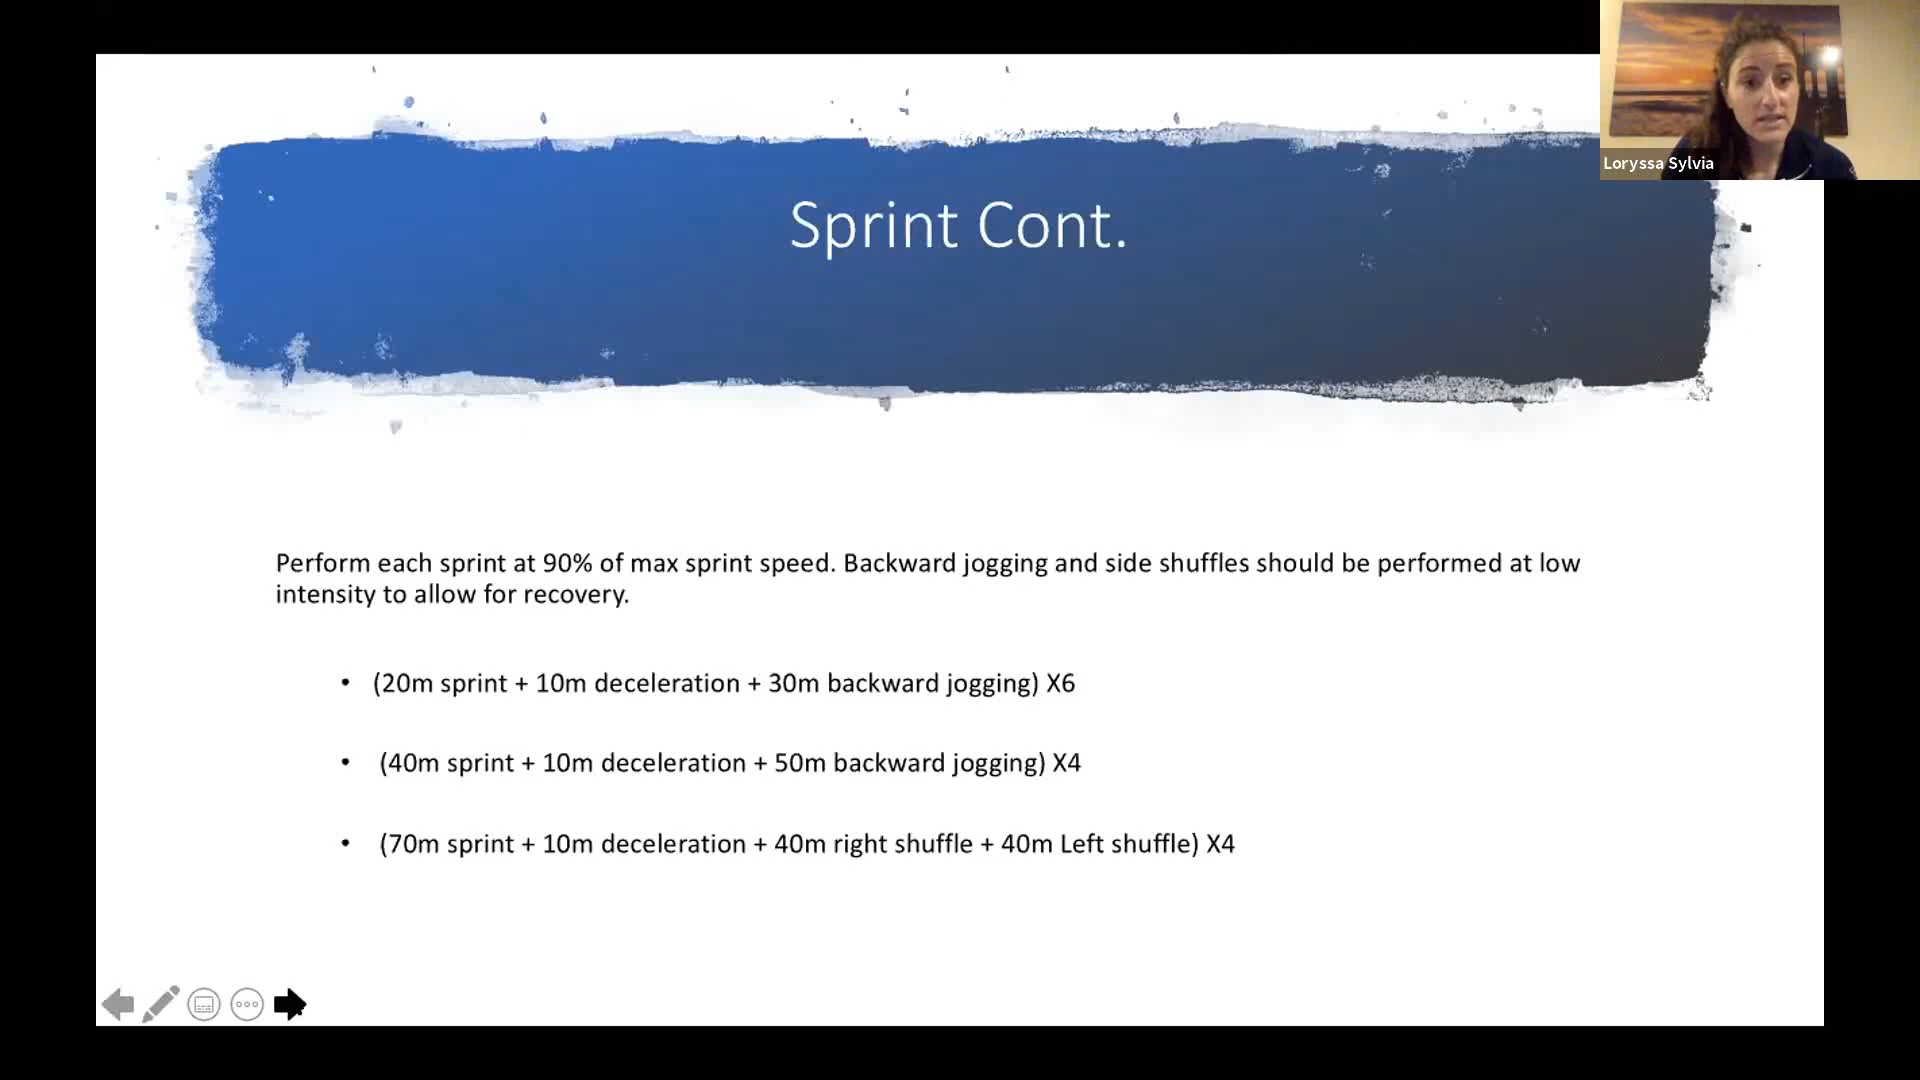 Loryssa Sylvia
Sprint Cont.
Perform each sprint at 90% of max sprint speed. Backward jogging and side shuffles should be performed at low
intensity to allow for recovery.
• (20m sprint + 10m deceleration + 30m backward jogging) X6
• (40m sprint + 10m deceleration + 50m backward jogging) X4
• (70m sprint + 10m deceleration + 40m right shuffle + 40m Left shuffle) X4